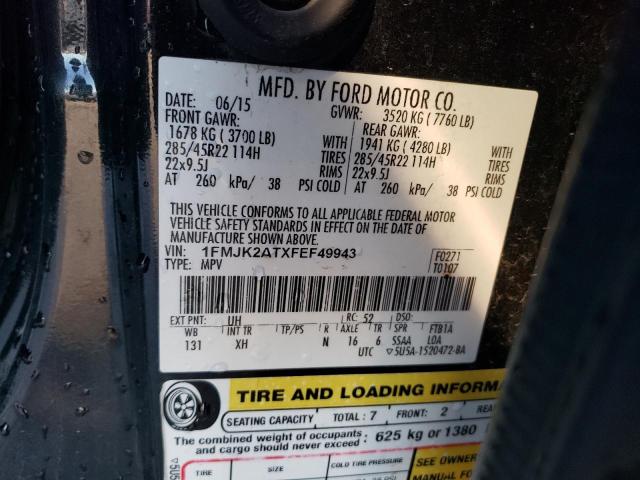 MFD. BY FORD MOTOR CO.
DATE: 06/15 GVWR: 3520 KG ( 7760 LB)
FRONT GAWR: REAR GAWR:
1678 KG ( 3700 LB) 1941 KG ( 4280 LB)
285/45R22 114H TIRES 285/45R22 114H TIRES
22x9.5J RIMS 22x9.5J RIMS
AT 260 kPa/ 38 PSI COLD AT 260 kPa/ 38 PSI COLD
THIS VEHICLE CONFORMS TO ALL APPLICABLE FEDERAL MOTOR
VEHICLE SAFETY STANDARDS IN EFFECT ON THE DATE OF
MANUFACTURE SHOWN ABOVE.
VIN: 1FMJK2ATXFEF49943 F0271
TYPE: MPV T0107
EXT PNT: UH RC: 52 DSO:
WB INT TR TP/PS R AXLE TR SPR FTB1A
131 XH N 16 6 SSAA LOA
UTC 5U5A-1520472-BA
TIRE AND LOADING INFORMA
SEATING CAPACITY TOTAL: 7 FRONT: 2 REA
The combined weight of occupants and cargo should never exceed: 625 kg or 1380
TIRE SIZE COLD TIRE PRESSURE SEE OWNER